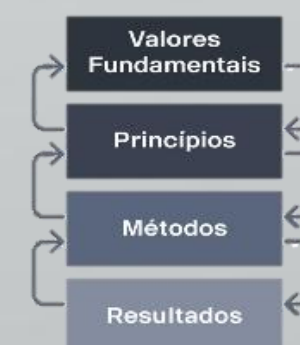 Valores
Fundamentais
Princípios
Métodos
Resultados